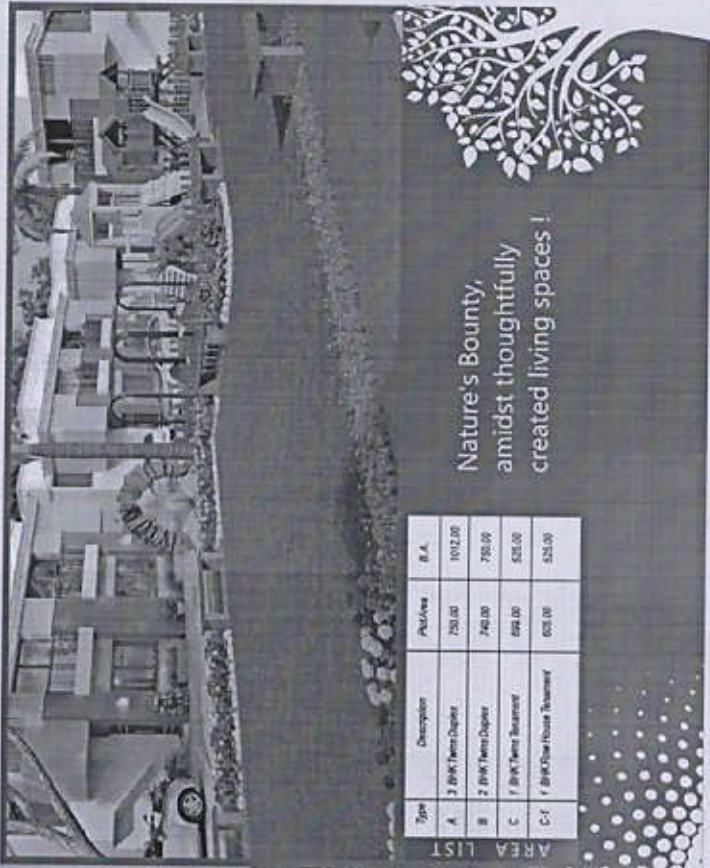 Nature's Bounty,
amidst thoughtfully
created living spaces !
AREA LIST
Type Description Plot Area B.A.
A 3 BHK Twins Duplex 750.00 1012.00
B 2 BHK Twins Duplex 740.00 750.00
C 1 BHK Twins Tenament 699.00 525.00
C-1 1 BHK Row House Tenament 605.00 525.00